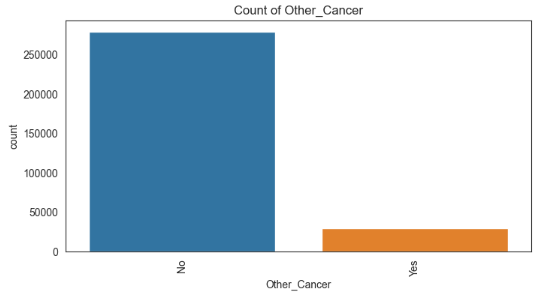 Count of Other_Cancer
250000
200000
150000
100000
50000
0
count
No
Yes
Other_Cancer